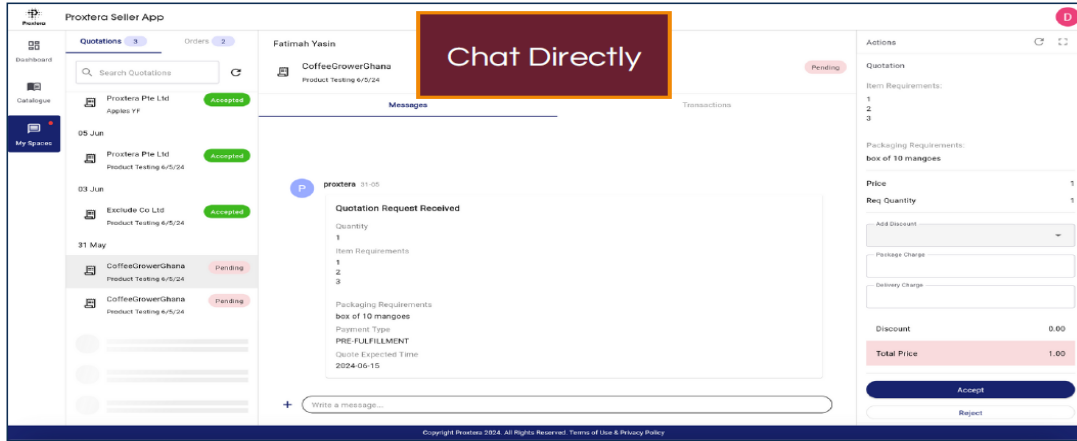 Proxtera
Proxtera Seller App
D
Dashboard
Catalogue
My Spaces
Quotations 3
Orders 2
Search Quotations
Proxtera Pte Ltd
Accepted
Apples YF
05 Jun
Proxtera Pte Ltd
Accepted
Product Testing 6/5/24
03 Jun
Exclude Co Ltd
Accepted
Product Testing 6/5/24
31 May
CoffeeGrowerGhana
Pending
Product Testing 6/5/24
CoffeeGrowerGhana
Pending
Product Testing 6/5/24
Fatimah Yasin
CoffeeGrowerGhana
Product Testing 6/5/24
Chat Directly
Pending
Messages
Transactions
P
proxtera 31-05
Quotation Request Received
Quantity
1
Item Requirements
1
2
3
Packaging Requirements
box of 10 mangoes
Payment Type
PRE-FULFILLMENT
Quote Expected Time
2024-06-15
+
Write a message...
Actions
Quotation
Item Requirements:
1
2
3
Packaging Requirements:
box of 10 mangoes
Price 1
Req Quantity 1
Add Discount
Package Charge
Delivery Charge
Discount 0.00
Total Price 1.00
Accept
Reject
Copyright Proxtera 2024. All Rights Reserved. Terms of Use & Privacy Policy